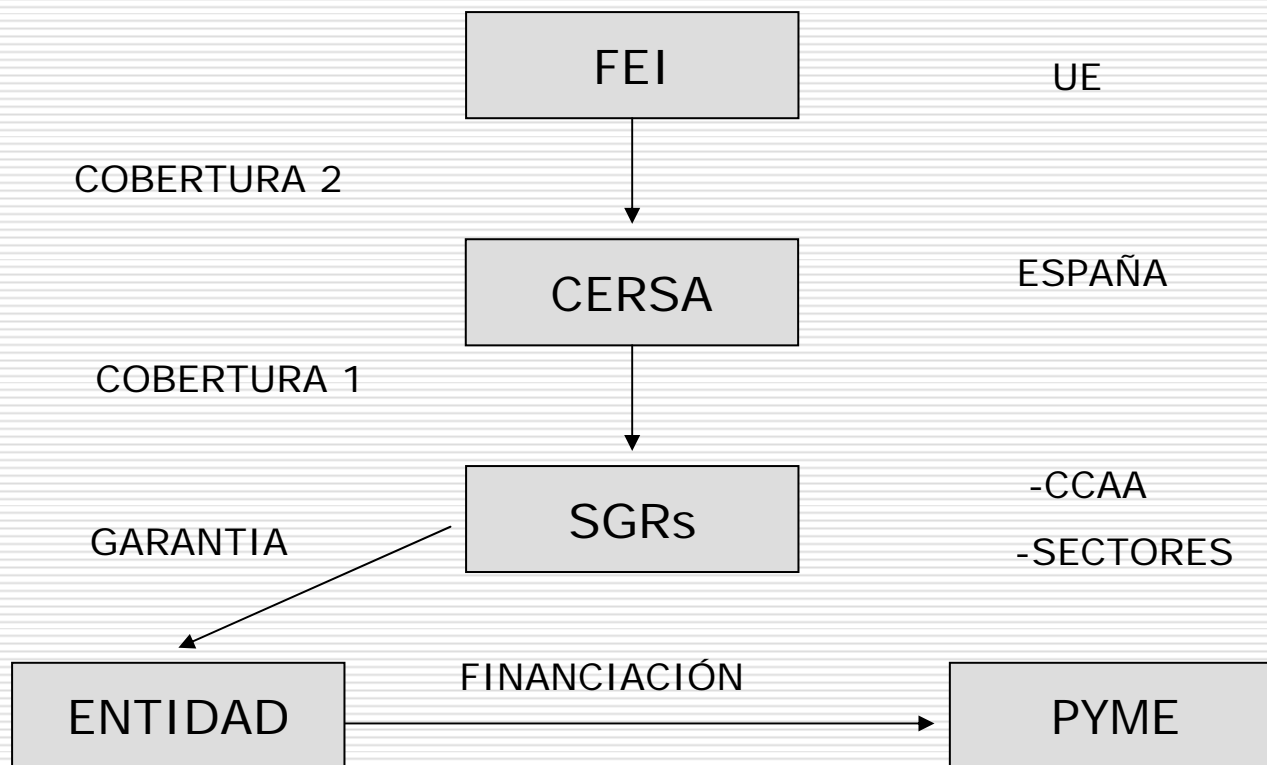 FEI
UE
COBERTURA 2
CERSA
ESPAÑA
COBERTURA 1
SGRs
-CCAA
-SECTORES
GARANTIA
FINANCIACIÓN
ENTIDAD
PYME